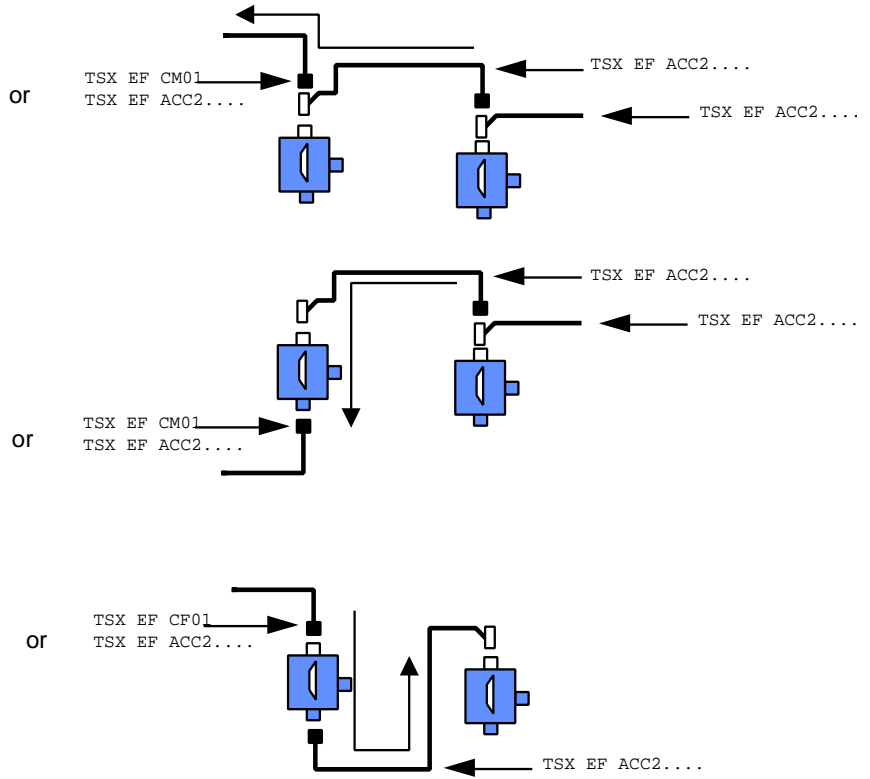 TSX EF ACC2....
TSX EF CM01
or
TSX EF ACC2....
TSX EF ACC2....
TSX EF ACC2....
TSX EF ACC2....
TSX EF CM01
or
TSX EF ACC2....
TSX EF CF01
or
TSX EF ACC2....
TSX EF ACC2....